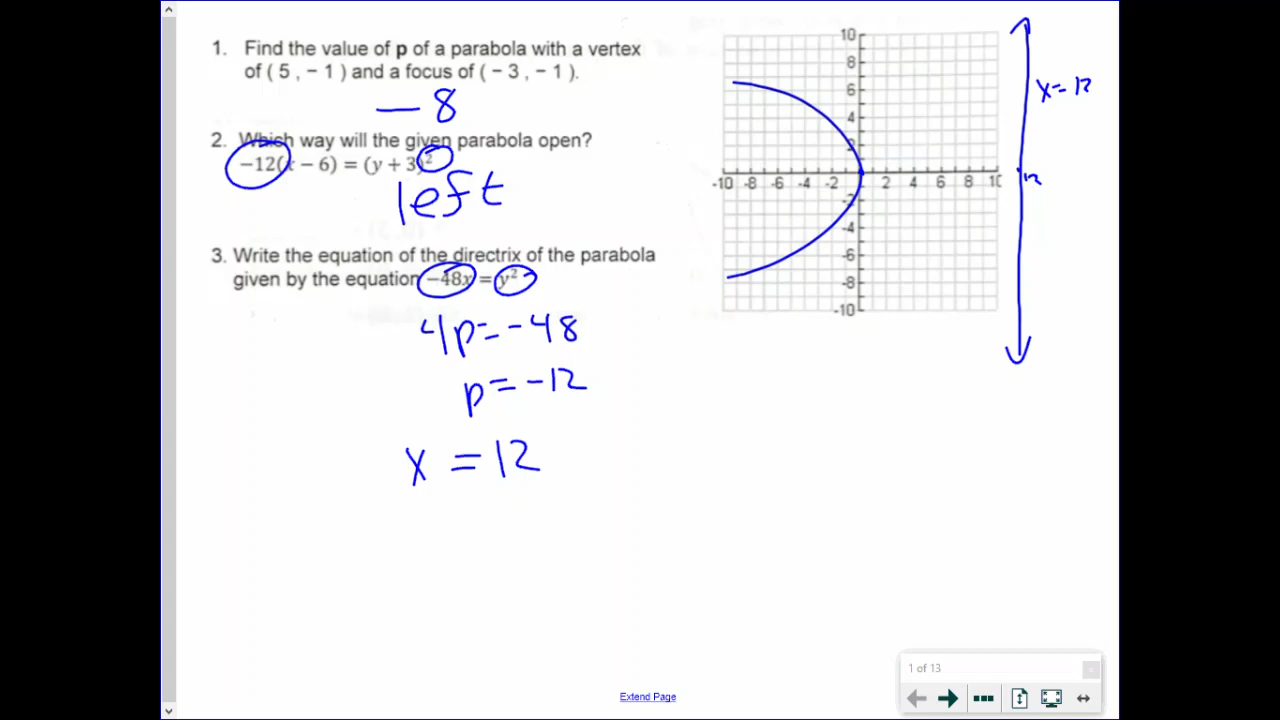 1. Find the value of p of a parabola with a vertex
of ( 5 , − 1 ) and a focus of ( − 3 , − 1 ).
— 8
2. Which way will the given parabola open?
−12(x − 6) = (y + 3)²
left
3. Write the equation of the directrix of the parabola
given by the equation −48x = y²
4p = -48
p = -12
x = 12
10
8
6
4
2
-10 -8 -6 -4 -2 2 4 6 8 10
-2
-4
-6
-8
-10
x = 12
12
Extend Page
1 of 13